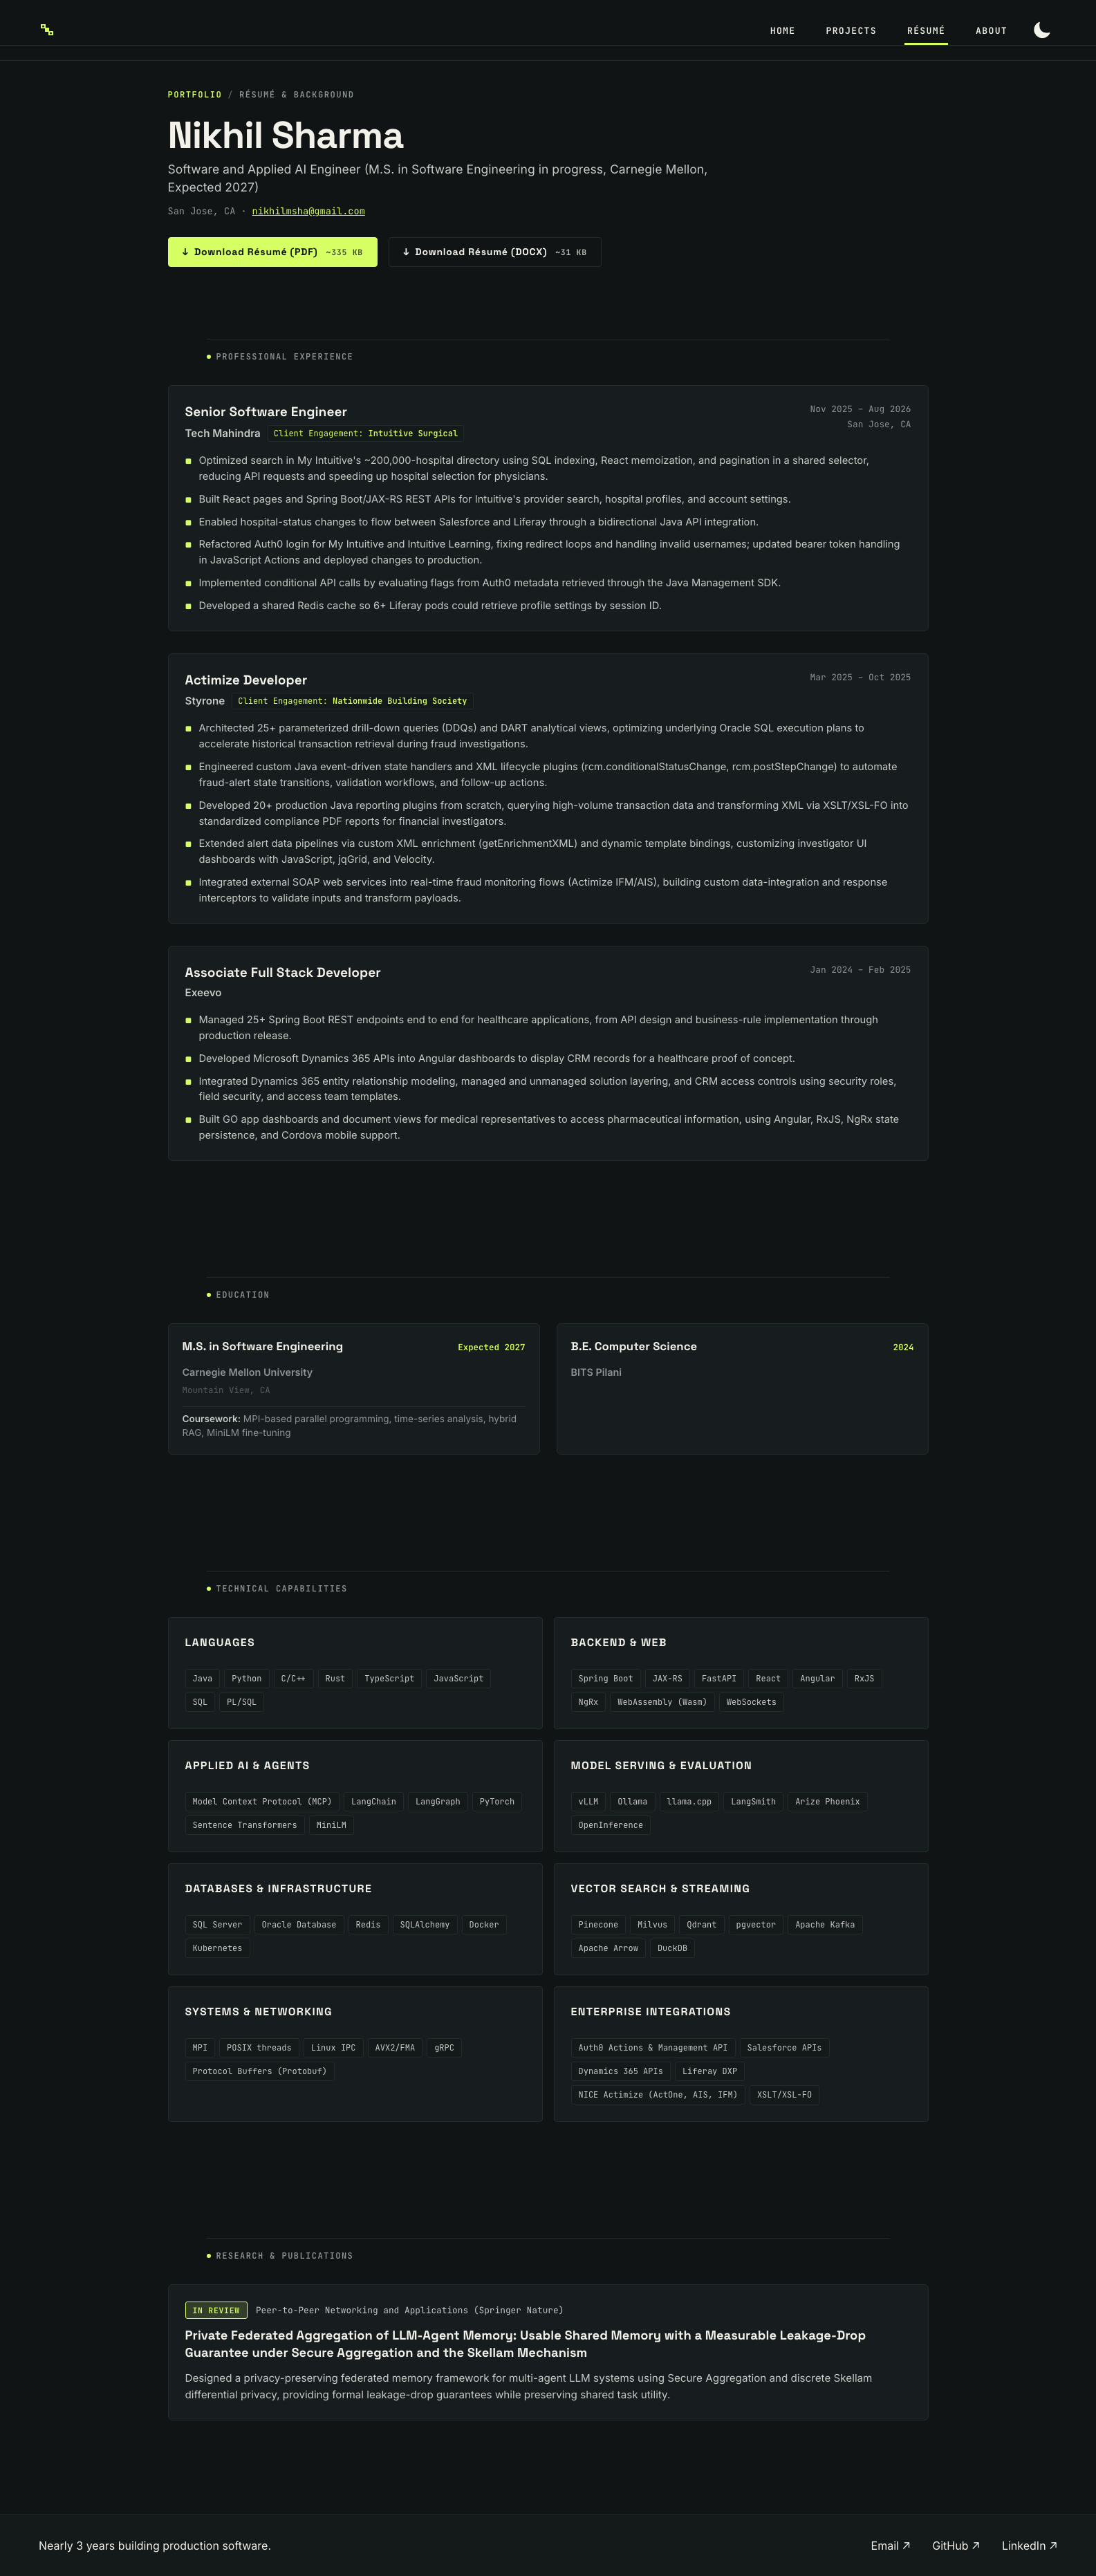 HOME PROJECTS RÉSUMÉ ABOUT
PORTFOLIO / RÉSUMÉ & BACKGROUND
Nikhil Sharma
Software and Applied AI Engineer (M.S. in Software Engineering in progress, Carnegie Mellon,
Expected 2027)
San Jose, CA · nikhilmsha@gmail.com
↓ Download Résumé (PDF) ~335 KB
↓ Download Résumé (DOCX) ~31 KB
PROFESSIONAL EXPERIENCE
Senior Software Engineer
Nov 2025 – Aug 2026
Tech Mahindra Client Engagement: Intuitive Surgical
San Jose, CA
Optimized search in My Intuitive's ~200,000-hospital directory using SQL indexing, React memoization, and pagination in a shared selector,
reducing API requests and speeding up hospital selection for physicians.
Built React pages and Spring Boot/JAX-RS REST APIs for Intuitive's provider search, hospital profiles, and account settings.
Enabled hospital-status changes to flow between Salesforce and Liferay through a bidirectional Java API integration.
Refactored Auth0 login for My Intuitive and Intuitive Learning, fixing redirect loops and handling invalid usernames; updated bearer token handling
in JavaScript Actions and deployed changes to production.
Implemented conditional API calls by evaluating flags from Auth0 metadata retrieved through the Java Management SDK.
Developed a shared Redis cache so 6+ Liferay pods could retrieve profile settings by session ID.
Actimize Developer
Mar 2025 – Oct 2025
Styrone Client Engagement: Nationwide Building Society
Architected 25+ parameterized drill-down queries (DDQs) and DART analytical views, optimizing underlying Oracle SQL execution plans to
accelerate historical transaction retrieval during fraud investigations.
Engineered custom Java event-driven state handlers and XML lifecycle plugins (rcm.conditionalStatusChange, rcm.postStepChange) to automate
fraud-alert state transitions, validation workflows, and follow-up actions.
Developed 20+ production Java reporting plugins from scratch, querying high-volume transaction data and transforming XML via XSLT/XSL-FO into
standardized compliance PDF reports for financial investigators.
Extended alert data pipelines via custom XML enrichment (getEnrichmentXML) and dynamic template bindings, customizing investigator UI
dashboards with JavaScript, jqGrid, and Velocity.
Integrated external SOAP web services into real-time fraud monitoring flows (Actimize IFM/AIS), building custom data-integration and response
interceptors to validate inputs and transform payloads.
Associate Full Stack Developer
Jan 2024 – Feb 2025
Exeevo
Managed 25+ Spring Boot REST endpoints end to end for healthcare applications, from API design and business-rule implementation through
production release.
Developed Microsoft Dynamics 365 APIs into Angular dashboards to display CRM records for a healthcare proof of concept.
Integrated Dynamics 365 entity relationship modeling, managed and unmanaged solution layering, and CRM access controls using security roles,
field security, and access team templates.
Built GO app dashboards and document views for medical representatives to access pharmaceutical information, using Angular, RxJS, NgRx state
persistence, and Cordova mobile support.
EDUCATION
M.S. in Software Engineering Expected 2027
Carnegie Mellon University
Mountain View, CA
Coursework: MPI-based parallel programming, time-series analysis, hybrid
RAG, MiniLM fine-tuning
B.E. Computer Science 2024
BITS Pilani
TECHNICAL CAPABILITIES
LANGUAGES
Java Python C/C++ Rust TypeScript JavaScript
SQL PL/SQL
BACKEND & WEB
Spring Boot JAX-RS FastAPI React Angular RxJS
NgRx WebAssembly (Wasm) WebSockets
APPLIED AI & AGENTS
Model Context Protocol (MCP) LangChain LangGraph PyTorch
Sentence Transformers MiniLM
MODEL SERVING & EVALUATION
vLLM Ollama llama.cpp LangSmith Arize Phoenix
OpenInference
DATABASES & INFRASTRUCTURE
SQL Server Oracle Database Redis SQLAlchemy Docker
Kubernetes
VECTOR SEARCH & STREAMING
Pinecone Milvus Qdrant pgvector Apache Kafka
Apache Arrow DuckDB
SYSTEMS & NETWORKING
MPI POSIX threads Linux IPC AVX2/FMA gRPC
Protocol Buffers (Protobuf)
ENTERPRISE INTEGRATIONS
Auth0 Actions & Management API Salesforce APIs
Dynamics 365 APIs Liferay DXP
NICE Actimize (ActOne, AIS, IFM) XSLT/XSL-FO
RESEARCH & PUBLICATIONS
IN REVIEW Peer-to-Peer Networking and Applications (Springer Nature)
Private Federated Aggregation of LLM-Agent Memory: Usable Shared Memory with a Measurable Leakage-Drop
Guarantee under Secure Aggregation and the Skellam Mechanism
Designed a privacy-preserving federated memory framework for multi-agent LLM systems using Secure Aggregation and discrete Skellam
differential privacy, providing formal leakage-drop guarantees while preserving shared task utility.
Nearly 3 years building production software.
Email ↗ GitHub ↗ LinkedIn ↗